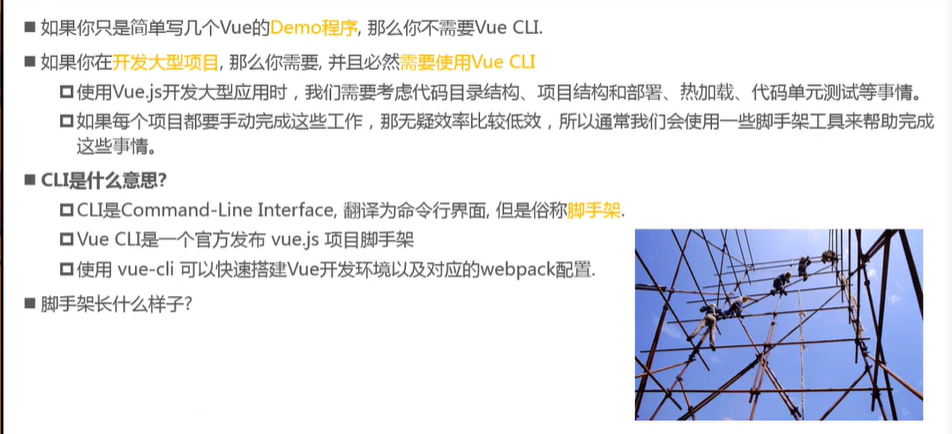 如果你只是简单写几个Vue的Demo程序, 那么你不需要Vue CLI.
如果你在开发大型项目, 那么你需要, 并且必然需要使用Vue CLI
使用Vue.js开发大型应用时，我们需要考虑代码目录结构、项目结构和部署、热加载、代码单元测试等事情。
如果每个项目都要手动完成这些工作，那无疑效率比较低效，所以通常我们会使用一些脚手架工具来帮助完成
这些事情。
CLI是什么意思?
CLI是Command-Line Interface, 翻译为命令行界面, 但是俗称脚手架.
Vue CLI是一个官方发布 vue.js 项目脚手架
使用 vue-cli 可以快速搭建Vue开发环境以及对应的webpack配置.
脚手架长什么样子?